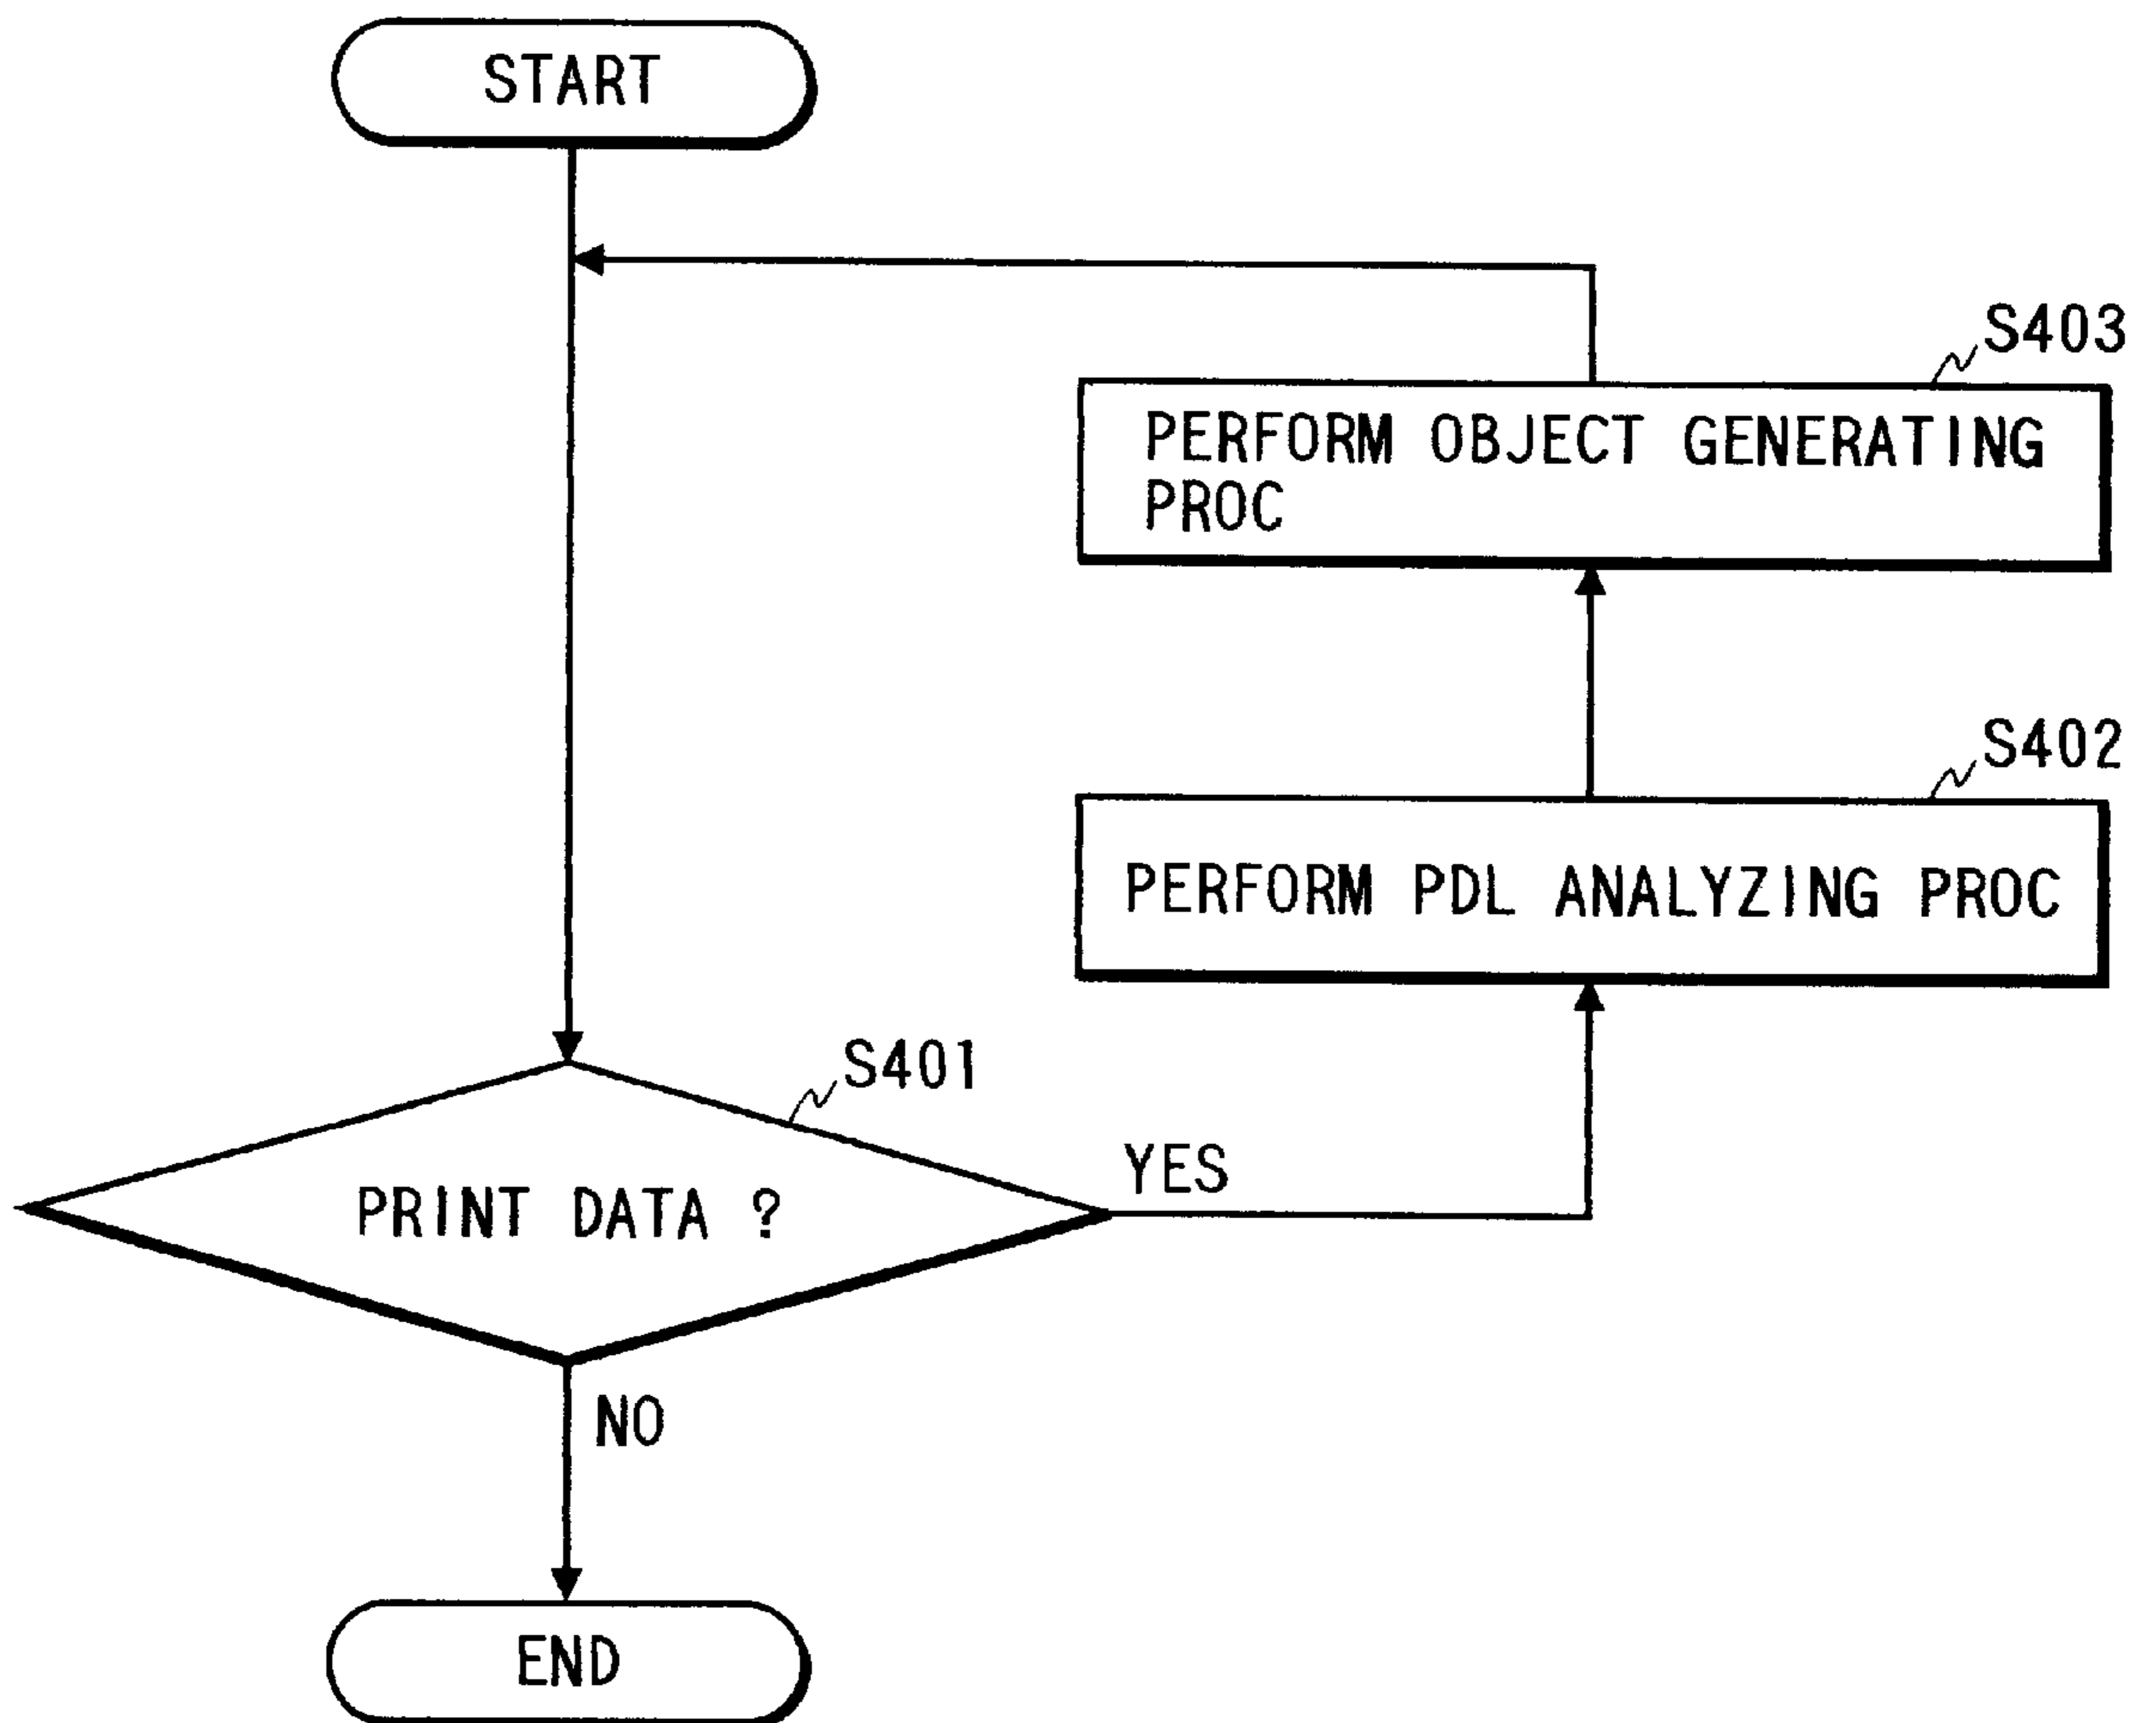 START
S403
PERFORM OBJECT GENERATING
PROC
S402
PERFORM PDL ANALYZING PROC
S401
YES
PRINT DATA ?
NO
END